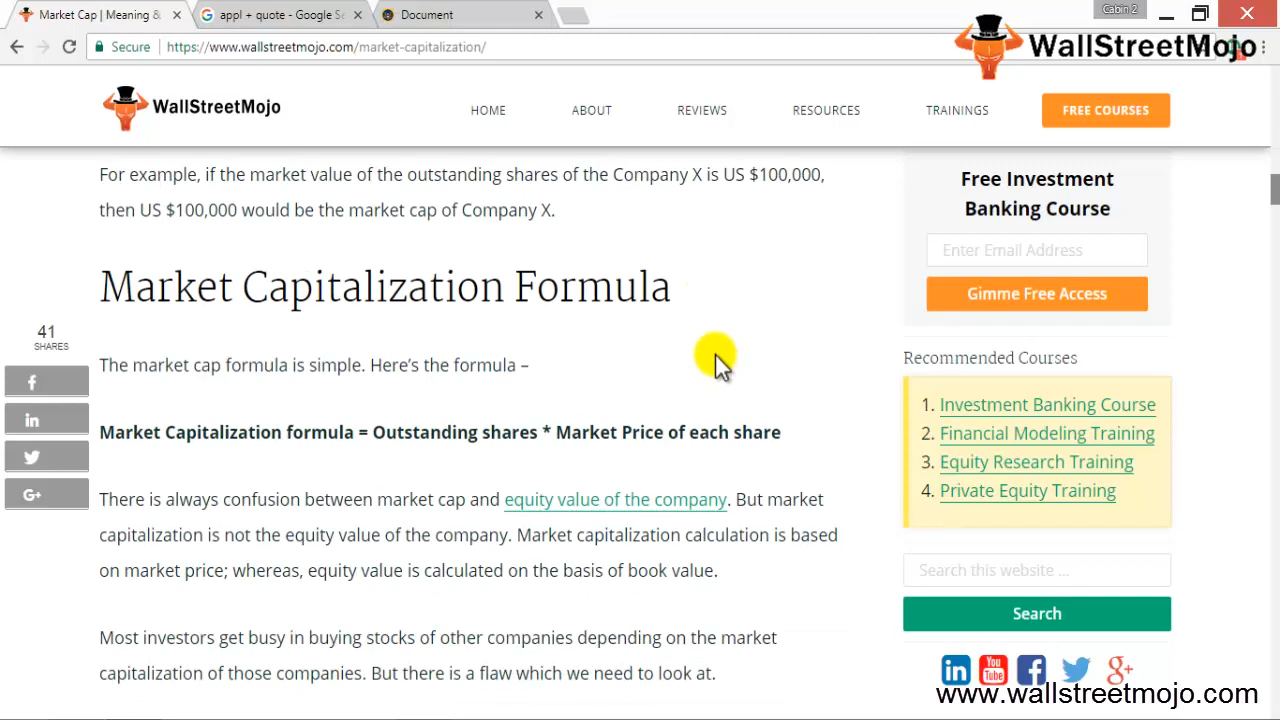 Market Cap | Meaning &
appl + quote - Google Se
Document
Cabin 2
Secure
https://www.wallstreetmojo.com/market-capitalization/
WallStreetMojo
WallStreetMojo
HOME
ABOUT
REVIEWS
RESOURCES
TRAININGS
FREE COURSES
For example, if the market value of the outstanding shares of the Company X is US $100,000,
then US $100,000 would be the market cap of Company X.
Market Capitalization Formula
41
SHARES
The market cap formula is simple. Here’s the formula –
Market Capitalization formula = Outstanding shares * Market Price of each share
There is always confusion between market cap and equity value of the company. But market
capitalization is not the equity value of the company. Market capitalization calculation is based
on market price; whereas, equity value is calculated on the basis of book value.
Most investors get busy in buying stocks of other companies depending on the market
capitalization of those companies. But there is a flaw which we need to look at.
Free Investment
Banking Course
Enter Email Address
Gimme Free Access
Recommended Courses
1. Investment Banking Course
2. Financial Modeling Training
3. Equity Research Training
4. Private Equity Training
Search this website ...
Search
You
Tube
www.wallstreetmojo.com